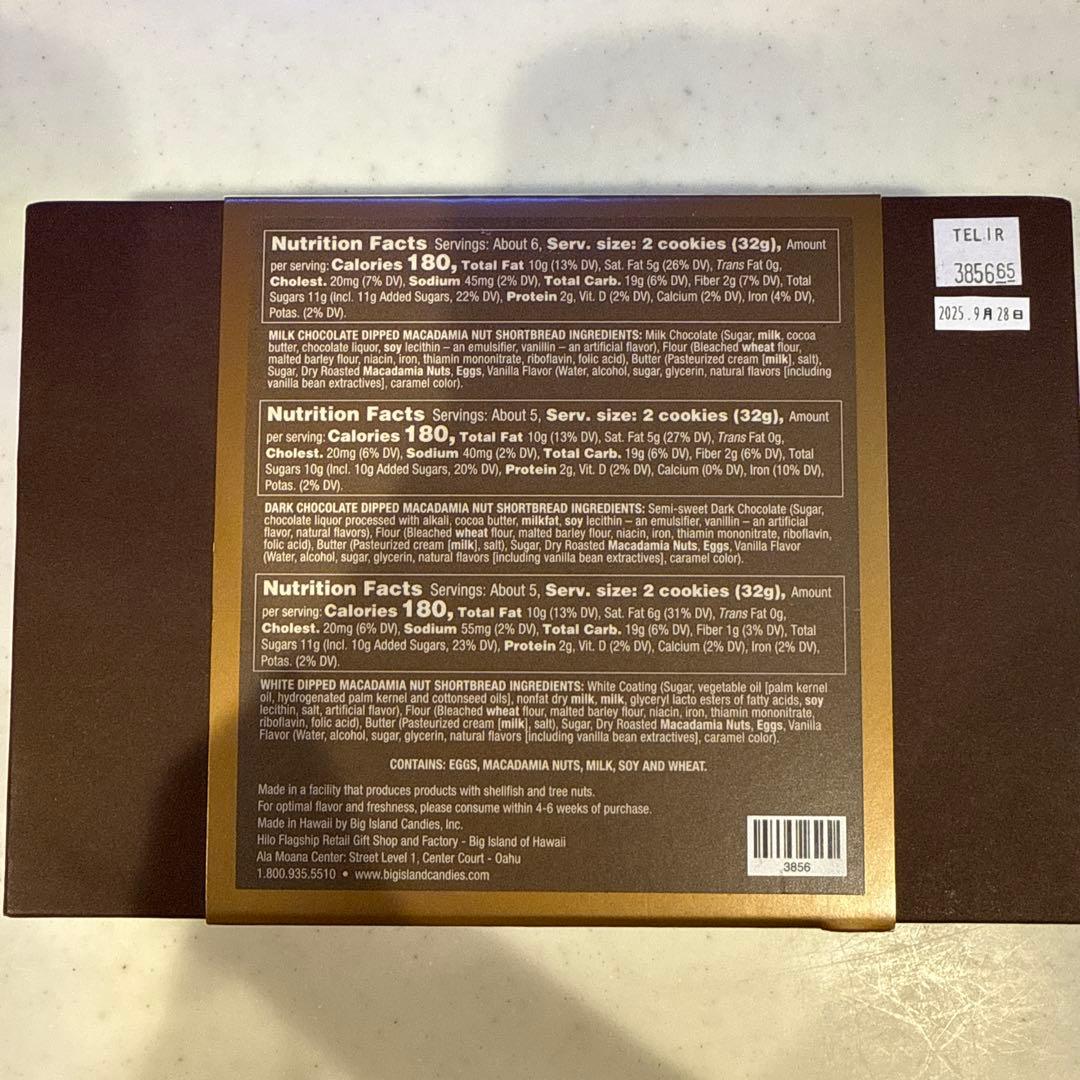 Nutrition Facts Servings: About 6, Serv. size: 2 cookies (32g), Amount
per serving: Calories 180, Total Fat 10g (13% DV), Sat. Fat 5g (26% DV), Trans Fat 0g,
Cholest. 20mg (7% DV), Sodium 45mg (2% DV), Total Carb. 19g (6% DV), Fiber 2g (7% DV), Total
Sugars 11g (Incl. 11g Added Sugars, 22% DV), Protein 2g, Vit. D (2% DV), Calcium (2% DV), Iron (4% DV),
Potas. (2% DV).
MILK CHOCOLATE DIPPED MACADAMIA NUT SHORTBREAD INGREDIENTS: Milk Chocolate (Sugar, milk, cocoa
butter, chocolate liquor, soy lecithin – an emulsifier, vanillin – an artificial flavor), Flour (Bleached wheat flour,
malted barley flour, niacin, iron, thiamin mononitrate, riboflavin, folic acid), Butter (Pasteurized cream [milk], salt),
Sugar, Dry Roasted Macadamia Nuts, Eggs, Vanilla Flavor (Water, alcohol, sugar, glycerin, natural flavors [including
vanilla bean extractives], caramel color).
Nutrition Facts Servings: About 5, Serv. size: 2 cookies (32g), Amount
per serving: Calories 180, Total Fat 10g (13% DV), Sat. Fat 5g (27% DV), Trans Fat 0g,
Cholest. 20mg (6% DV), Sodium 40mg (2% DV), Total Carb. 19g (6% DV), Fiber 2g (6% DV), Total
Sugars 10g (Incl. 10g Added Sugars, 20% DV), Protein 2g, Vit. D (2% DV), Calcium (0% DV), Iron (10% DV),
Potas. (2% DV).
DARK CHOCOLATE DIPPED MACADAMIA NUT SHORTBREAD INGREDIENTS: Semi-sweet Dark Chocolate (Sugar,
chocolate liquor processed with alkali, cocoa butter, milkfat, soy lecithin – an emulsifier, vanillin – an artificial
flavor, natural flavors), Flour (Bleached wheat flour, malted barley flour, niacin, iron, thiamin mononitrate, riboflavin,
folic acid), Butter (Pasteurized cream [milk], salt), Sugar, Dry Roasted Macadamia Nuts, Eggs, Vanilla Flavor
(Water, alcohol, sugar, glycerin, natural flavors [including vanilla bean extractives], caramel color).
Nutrition Facts Servings: About 5, Serv. size: 2 cookies (32g), Amount
per serving: Calories 180, Total Fat 10g (13% DV), Sat. Fat 6g (31% DV), Trans Fat 0g,
Cholest. 20mg (6% DV), Sodium 55mg (2% DV), Total Carb. 19g (6% DV), Fiber 1g (3% DV), Total
Sugars 11g (Incl. 10g Added Sugars, 23% DV), Protein 2g, Vit. D (2% DV), Calcium (2% DV), Iron (2% DV),
Potas. (2% DV).
WHITE DIPPED MACADAMIA NUT SHORTBREAD INGREDIENTS: White Coating (Sugar, vegetable oil [palm kernel
oil, hydrogenated palm kernel and cottonseed oils], nonfat dry milk, milk, glyceryl lacto esters of fatty acids, soy
lecithin, salt, artificial flavor), Flour (Bleached wheat flour, malted barley flour, niacin, iron, thiamin mononitrate,
riboflavin, folic acid), Butter (Pasteurized cream [milk], salt), Sugar, Dry Roasted Macadamia Nuts, Eggs, Vanilla
Flavor (Water, alcohol, sugar, glycerin, natural flavors [including vanilla bean extractives], caramel color).
CONTAINS: EGGS, MACADAMIA NUTS, MILK, SOY AND WHEAT.
Made in a facility that produces products with shellfish and tree nuts.
For optimal flavor and freshness, please consume within 4-6 weeks of purchase.
Made in Hawaii by Big Island Candies, Inc.
Hilo Flagship Retail Gift Shop and Factory - Big Island of Hawaii
Ala Moana Center: Street Level 1, Center Court - Oahu
1.800.935.5510 • www.bigislandcandies.com
3856
TELIR
385665
2025.9月28日